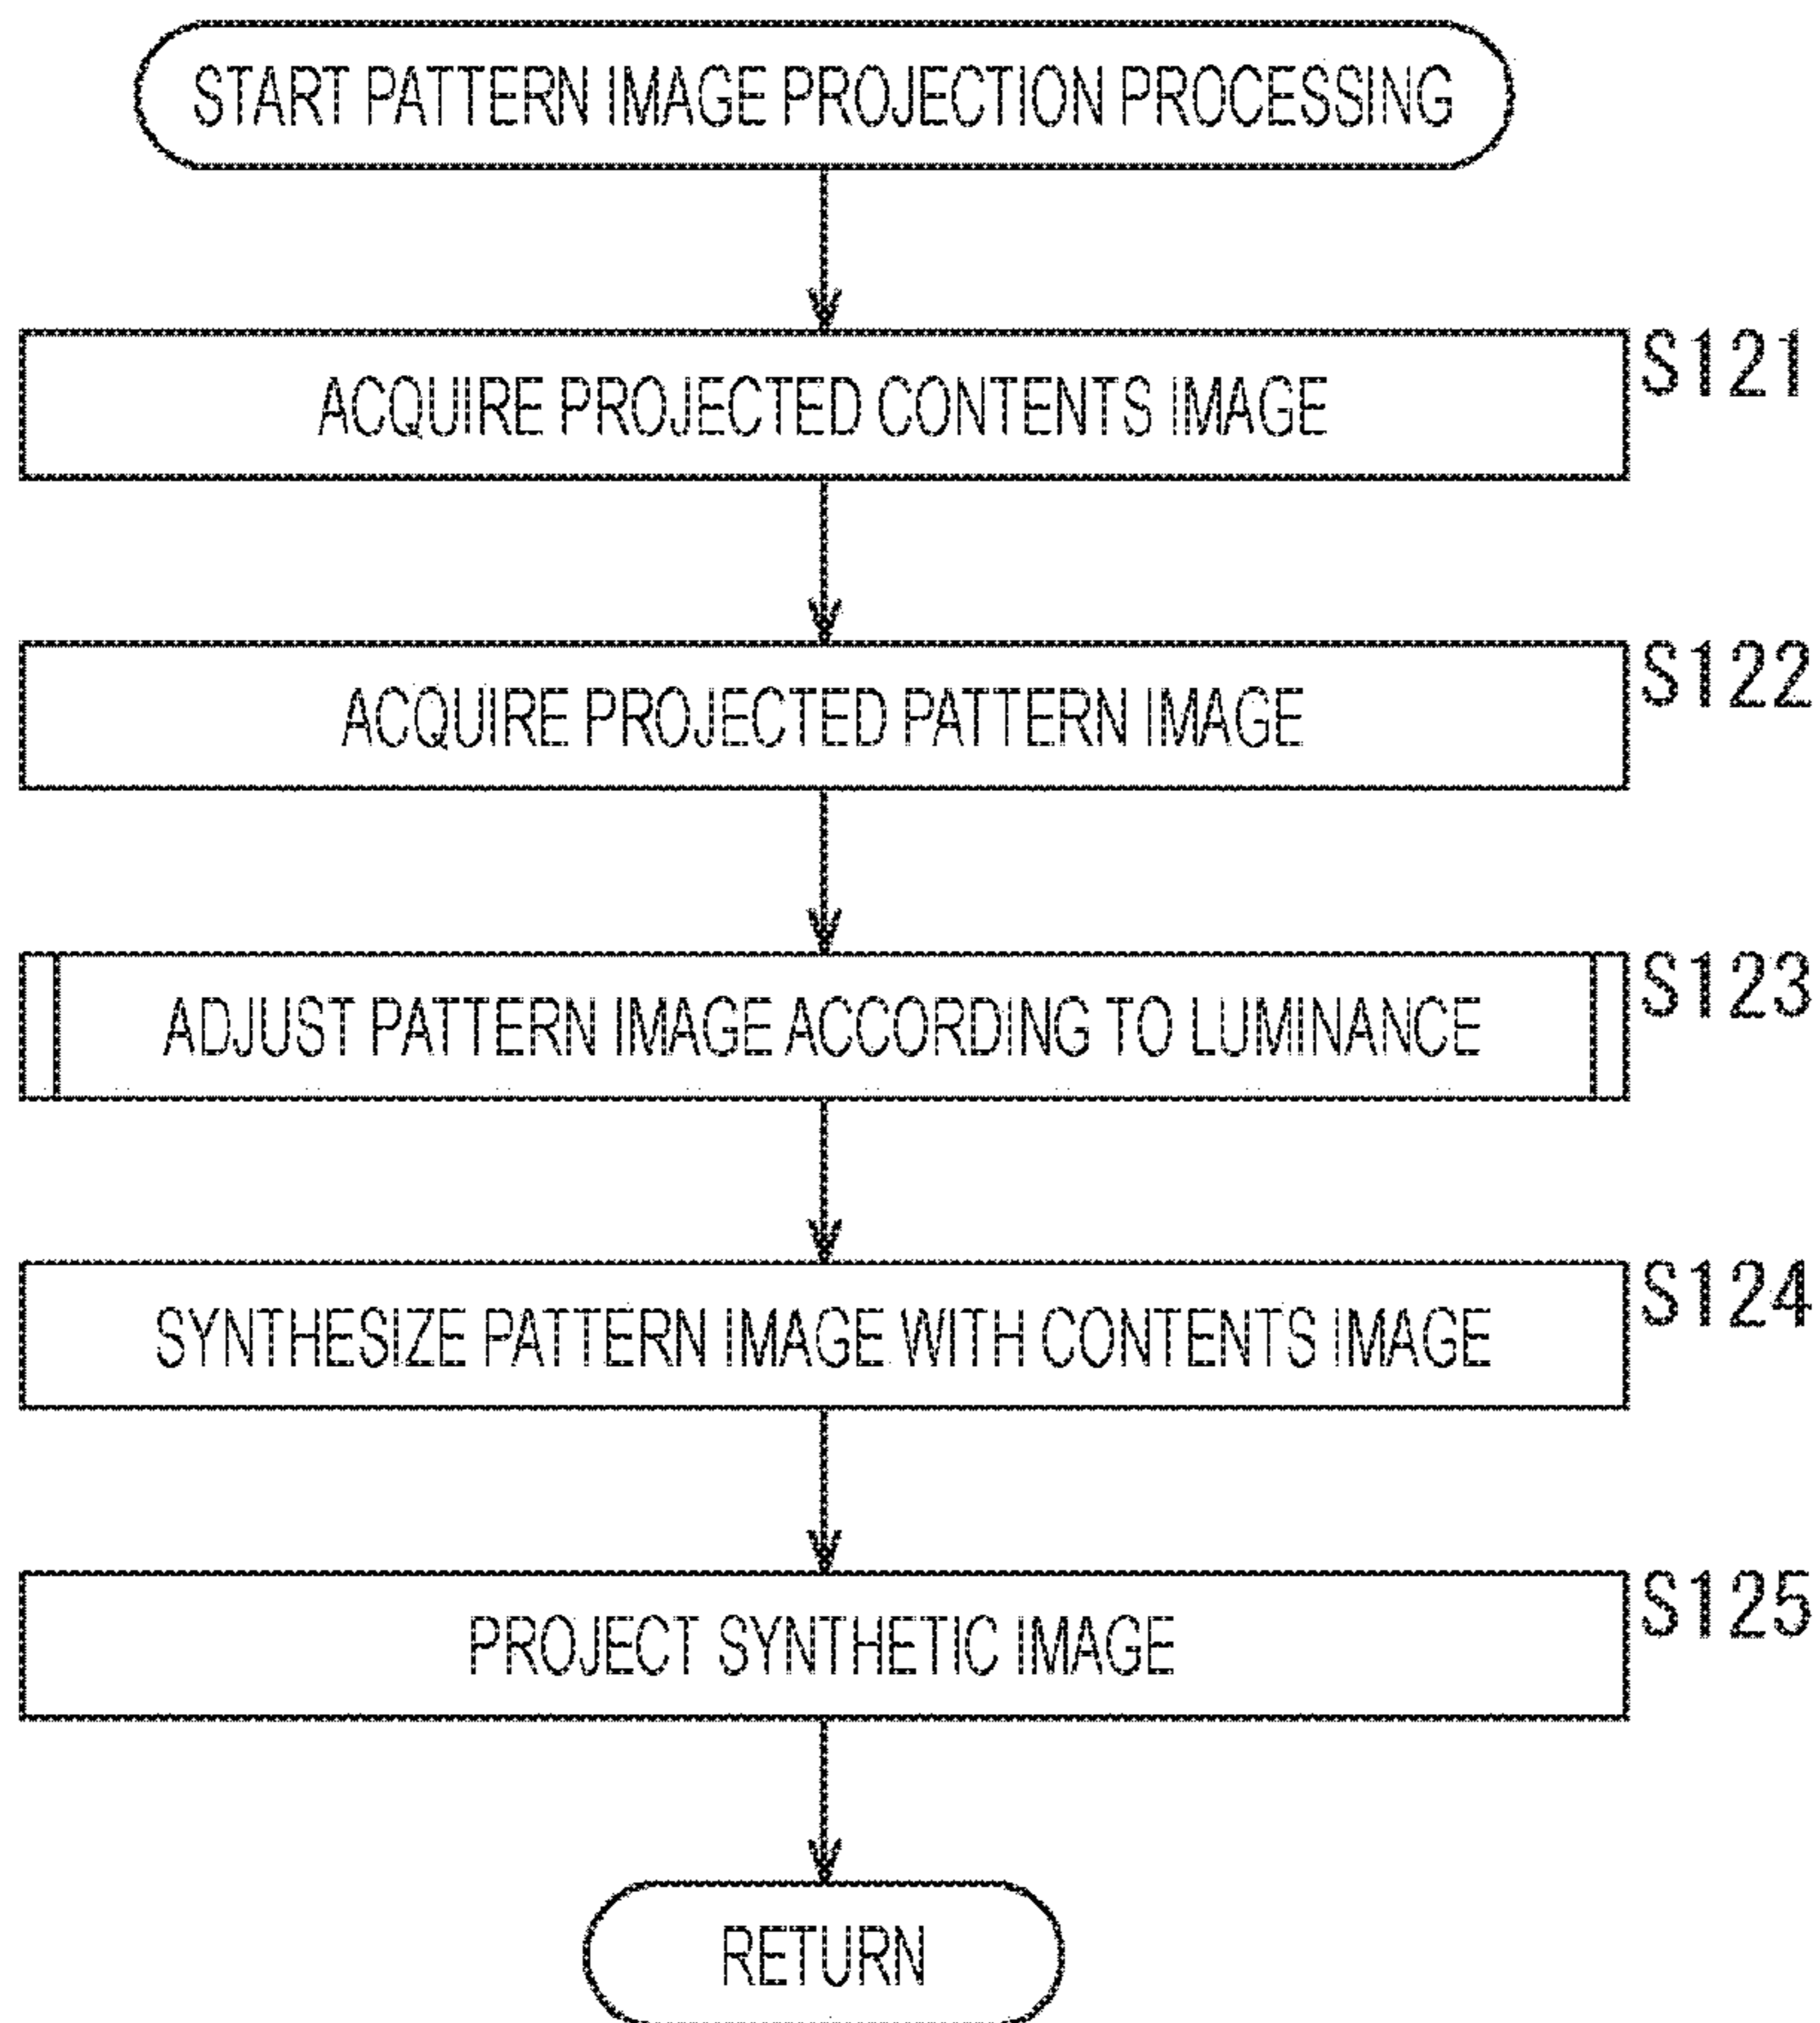 START PATTERN IMAGE PROJECTION PROCESSING
S121
ACQUIRE PROJECTED CONTENTS IMAGE
S122
ACQUIRE PROJECTED PATTERN IMAGE
S123
ADJUST PATTERN IMAGE ACCORDING TO LUMINANCE
S124
SYNTHESIZE PATTERN IMAGE WITH CONTENTS IMAGE
S125
PROJECT SYNTHETIC IMAGE
RETURN